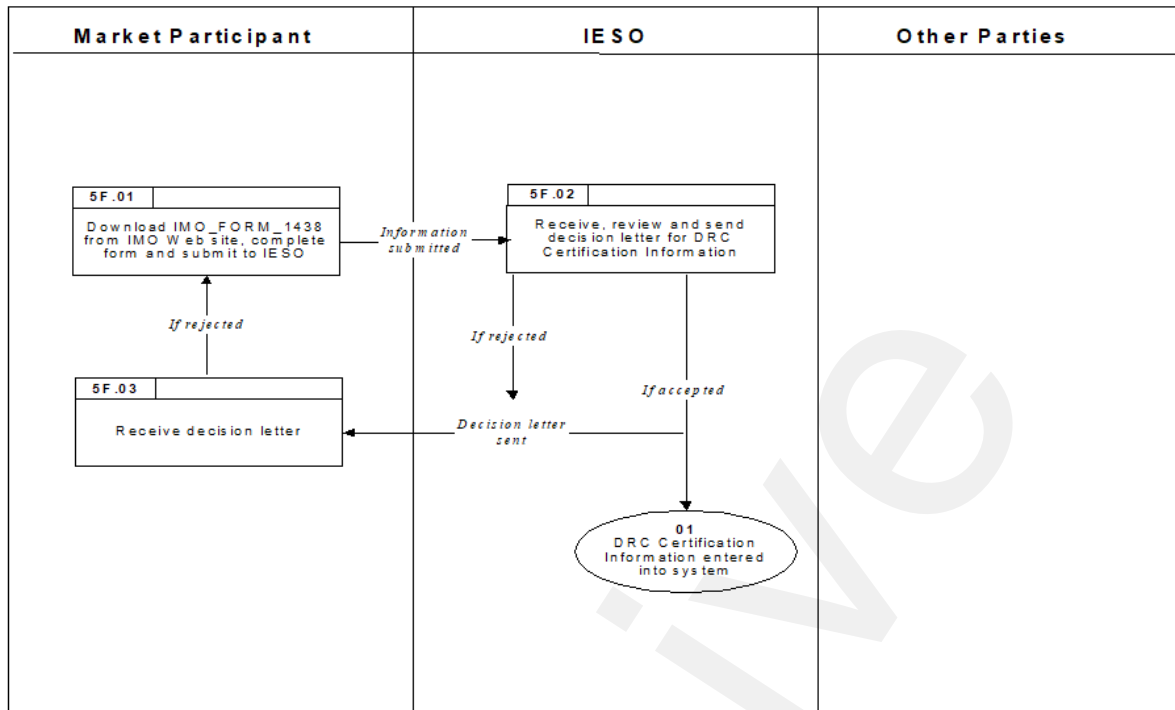 Market Participant
IESO
Other Parties
5F.01
Download IMO_FORM_1438
from IMO Web site, complete
form and submit to IESO
Information
submitted
5F.02
Receive, review and send
decision letter for DRC
Certification Information
If rejected
If rejected
If accepted
5F.03
Receive decision letter
Decision letter
sent
01
DRC Certification
Information entered
into system
ive